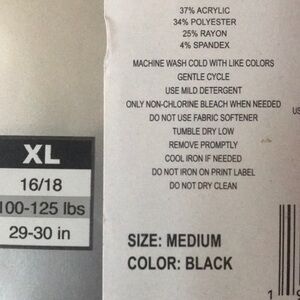 37% ACRYLIC
34% POLYESTER
25% RAYON
4% SPANDEX
MACHINE WASH COLD WITH LIKE COLORS
GENTLE CYCLE
USE MILD DETERGENT
ONLY NON-CHLORINE BLEACH WHEN NEEDED
DO NOT USE FABRIC SOFTENER
TUMBLE DRY LOW
REMOVE PROMPTLY
COOL IRON IF NEEDED
DO NOT IRON ON PRINT LABEL
DO NOT DRY CLEAN
SIZE: MEDIUM
COLOR: BLACK
XL
16/18
100-125 lbs
29-30 in
US
1